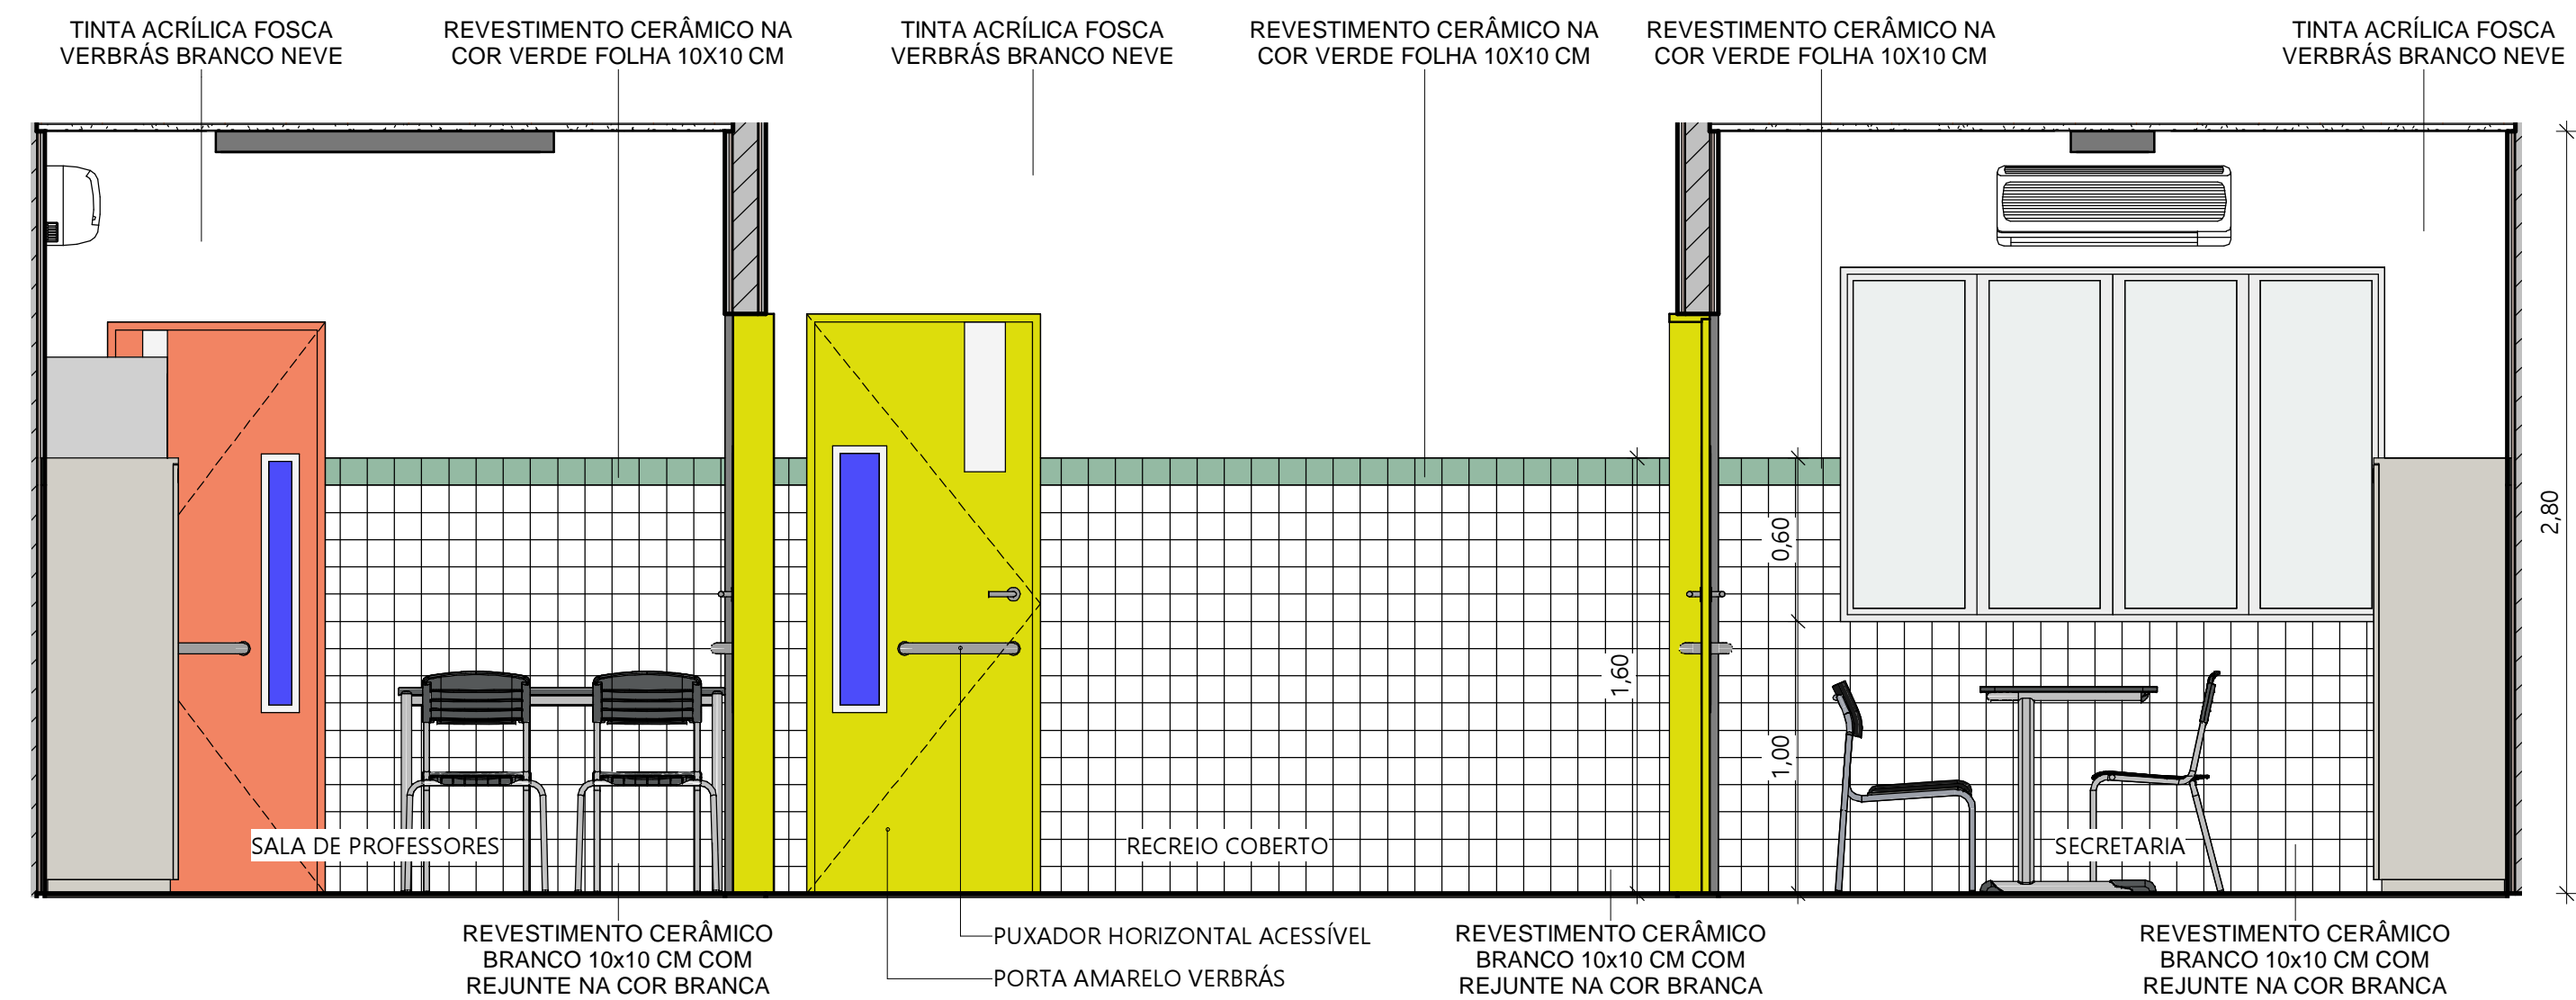 TINTA ACRÍLICA FOSCA
VERBRÁS BRANCO NEVE
REVESTIMENTO CERÂMICO NA
COR VERDE FOLHA 10X10 CM
TINTA ACRÍLICA FOSCA
VERBRÁS BRANCO NEVE
REVESTIMENTO CERÂMICO NA
COR VERDE FOLHA 10X10 CM
REVESTIMENTO CERÂMICO NA
COR VERDE FOLHA 10X10 CM
TINTA ACRÍLICA FOSCA
VERBRÁS BRANCO NEVE
2,80
0,60
1,60
1,00
SALA DE PROFESSORES
RECREIO COBERTO
SECRETARIA
REVESTIMENTO CERÂMICO
BRANCO 10x10 CM COM
REJUNTE NA COR BRANCA
PUXADOR HORIZONTAL ACESSÍVEL
PORTA AMARELO VERBRÁS
REVESTIMENTO CERÂMICO
BRANCO 10x10 CM COM
REJUNTE NA COR BRANCA
REVESTIMENTO CERÂMICO
BRANCO 10x10 CM COM
REJUNTE NA COR BRANCA